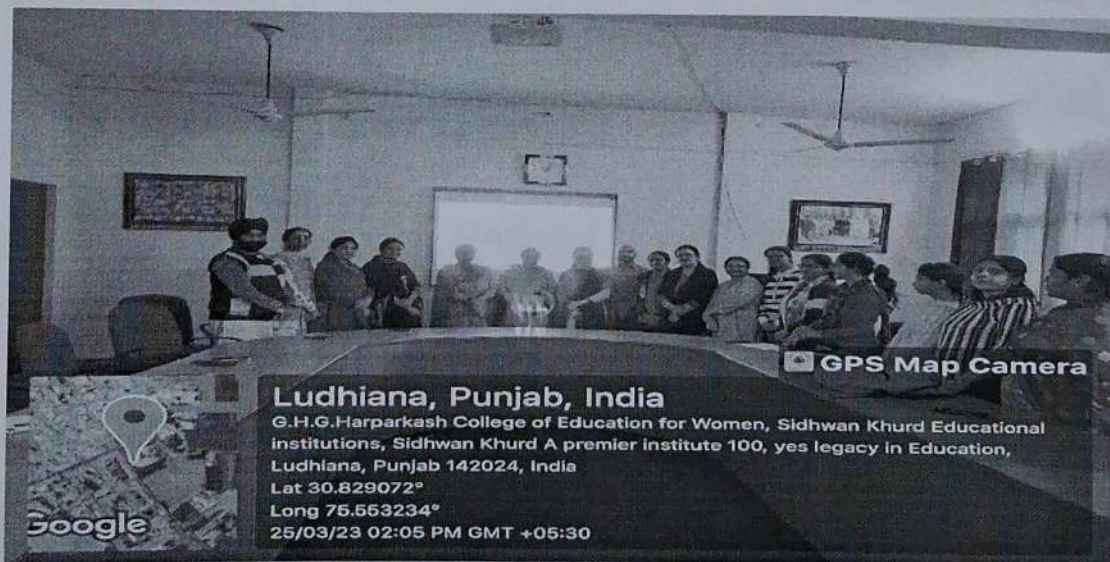 GPS Map Camera
Ludhiana, Punjab, India
G.H.G.Harparkash College of Education for Women, Sidhwan Khurd Educational
institutions, Sidhwan Khurd A premier institute 100, yes legacy in Education,
Ludhiana, Punjab 142024, India
Lat 30.829072°
Long 75.553234°
25/03/23 02:05 PM GMT +05:30
Google